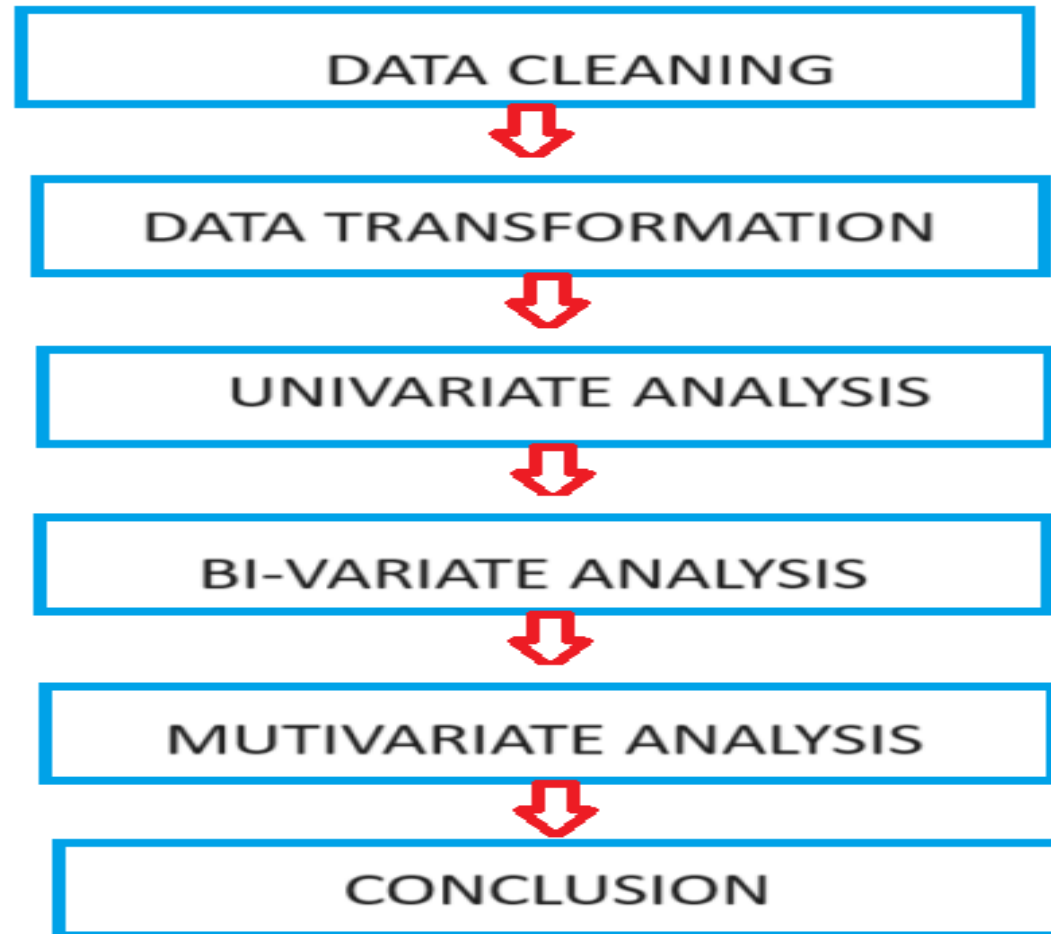 DATA CLEANING
DATA TRANSFORMATION
UNIVARIATE ANALYSIS
BI-VARIATE ANALYSIS
MUTIVARIATE ANALYSIS
CONCLUSION